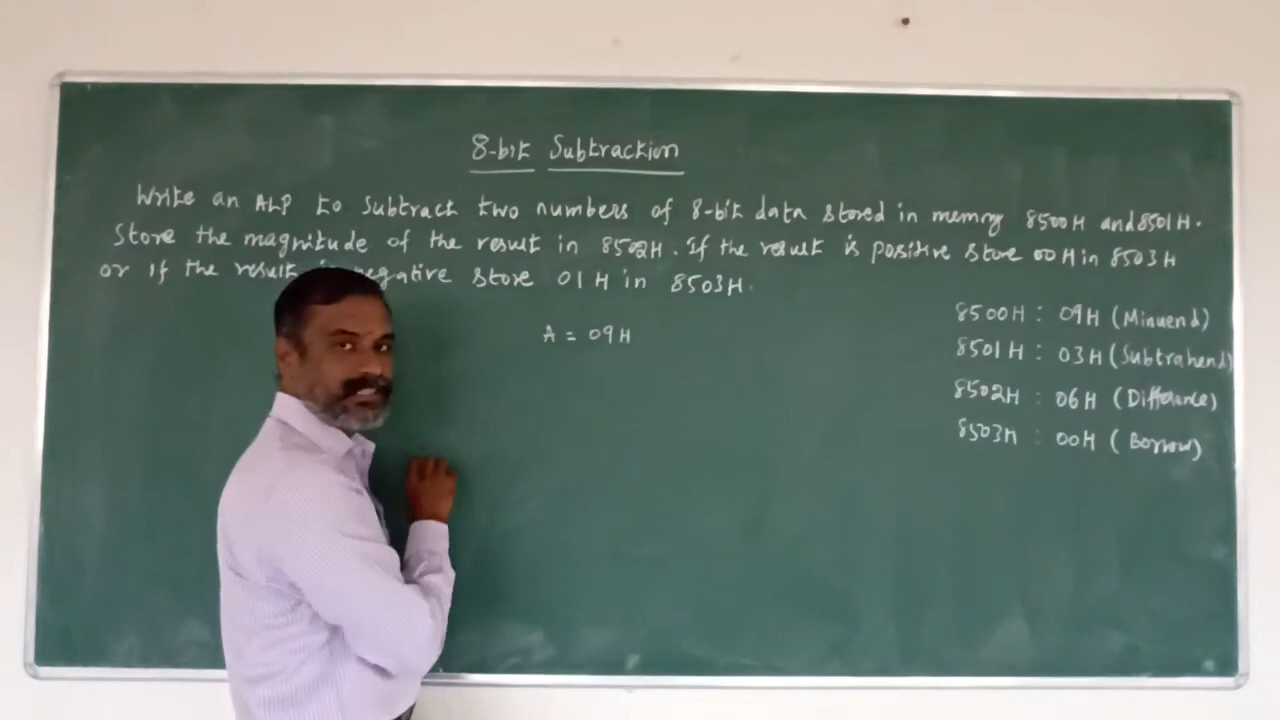 8-bit Subtraction
Write an ALP to subtract two numbers of 8-bit data stored in memory 8500H and 8501H.
Store the magnitude of the result in 8502H. If the result is positive store 00H in 8503H
or if the result negative store 01H in 8503H.
A = 09H
8500H : 09H (Minuend)
8501H : 03H (Subtrahend)
8502H : 06H (Difference)
8503H : 00H (Borrow)